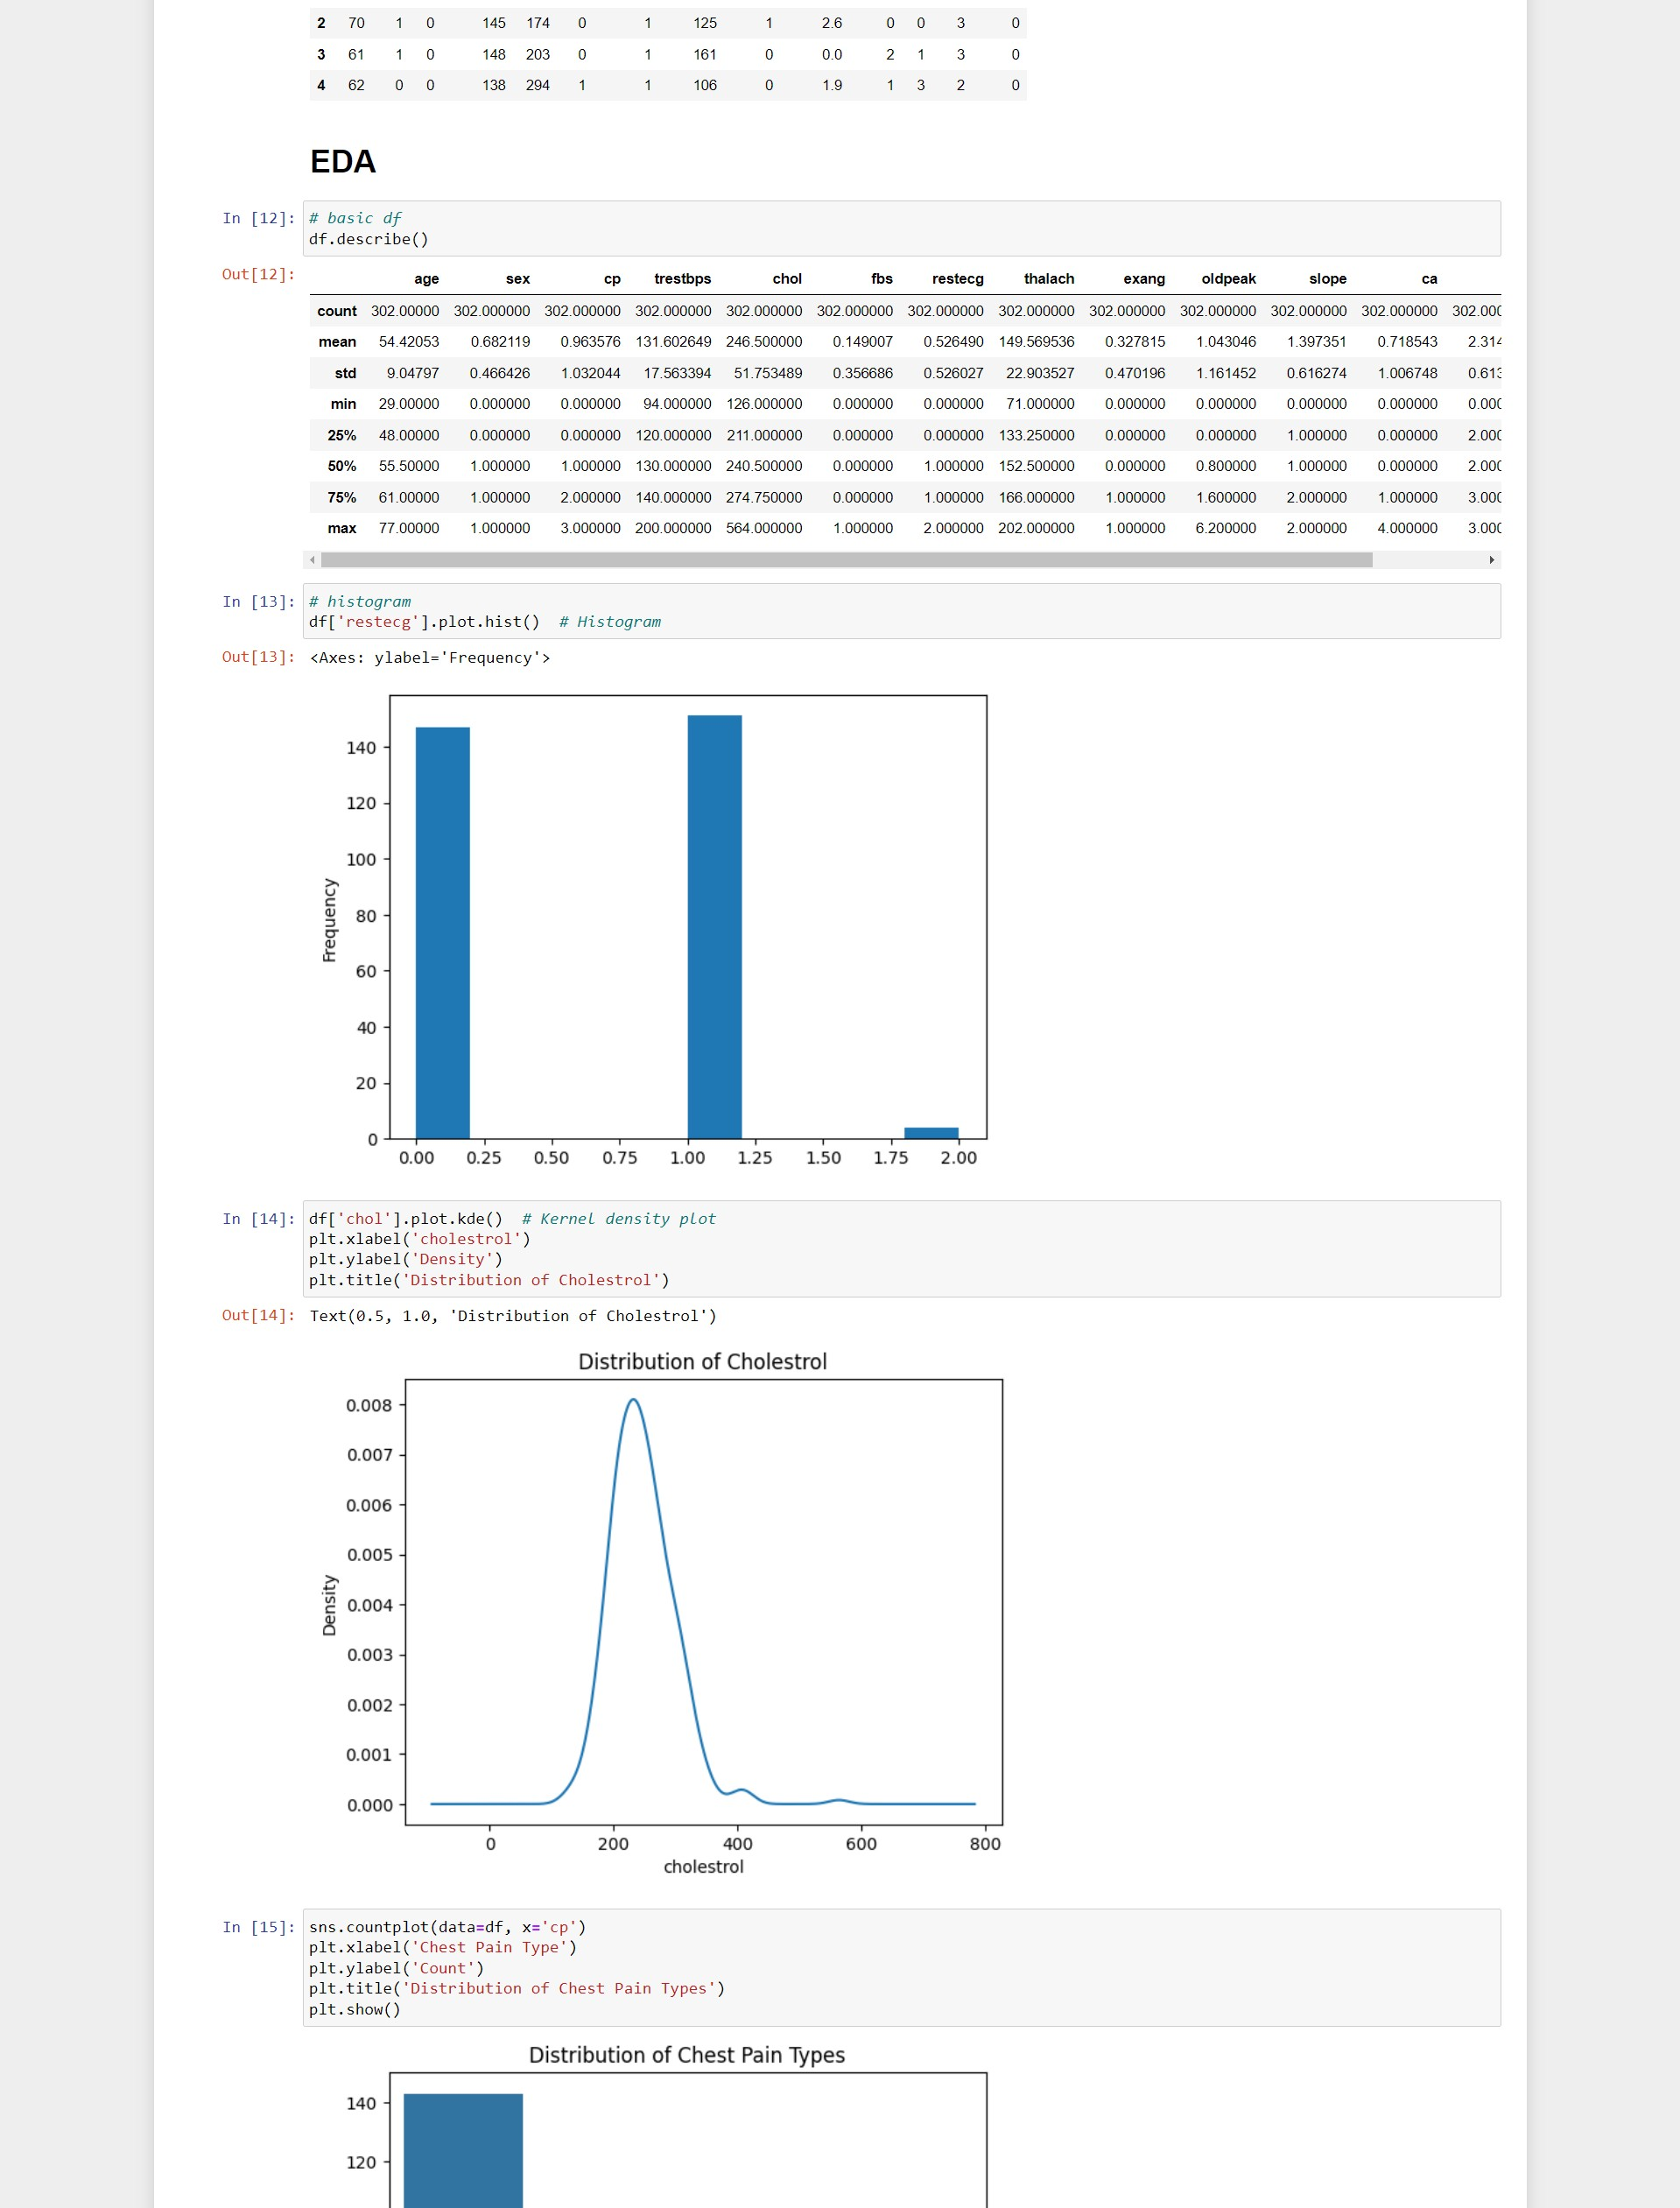 2 70 1 0 145 174 0 1 125 1 2.6 0 0 3 0
3 61 1 0 148 203 0 1 161 0 0.0 2 1 3 0
4 62 0 0 138 294 1 1 106 0 1.9 1 3 2 0
EDA
In [12]: # basic df
df.describe()
Out[12]:
age sex cp trestbps chol fbs restecg thalach exang oldpeak slope ca
count 302.00000 302.000000 302.000000 302.000000 302.000000 302.000000 302.000000 302.000000 302.000000 302.000000 302.000000 302.000000 302.000
mean 54.42053 0.682119 0.963576 131.602649 246.500000 0.149007 0.526490 149.569536 0.327815 1.043046 1.397351 0.718543 2.314
std 9.04797 0.466426 1.032044 17.563394 51.753489 0.356686 0.526027 22.903527 0.470196 1.161452 0.616274 1.006748 0.613
min 29.00000 0.000000 0.000000 94.000000 126.000000 0.000000 0.000000 71.000000 0.000000 0.000000 0.000000 0.000000 0.000
25% 48.00000 0.000000 0.000000 120.000000 211.000000 0.000000 0.000000 133.250000 0.000000 0.000000 1.000000 0.000000 2.000
50% 55.50000 1.000000 1.000000 130.000000 240.500000 0.000000 1.000000 152.500000 0.000000 0.800000 1.000000 0.000000 2.000
75% 61.00000 1.000000 2.000000 140.000000 274.750000 0.000000 1.000000 166.000000 1.000000 1.600000 2.000000 1.000000 3.000
max 77.00000 1.000000 3.000000 200.000000 564.000000 1.000000 2.000000 202.000000 1.000000 6.200000 2.000000 4.000000 3.000
In [13]: # histogram
df['restecg'].plot.hist()  # Histogram
Out[13]: <Axes: ylabel='Frequency'>
140
120
100
80
60
40
20
0
Frequency
0.00 0.25 0.50 0.75 1.00 1.25 1.50 1.75 2.00
In [14]: df['chol'].plot.kde()  # Kernel density plot
plt.xlabel('cholestrol')
plt.ylabel('Density')
plt.title('Distribution of Cholestrol')
Out[14]: Text(0.5, 1.0, 'Distribution of Cholestrol')
Distribution of Cholestrol
0.008
0.007
0.006
0.005
0.004
0.003
0.002
0.001
0.000
Density
0 200 400 600 800
cholestrol
In [15]: sns.countplot(data=df, x='cp')
plt.xlabel('Chest Pain Type')
plt.ylabel('Count')
plt.title('Distribution of Chest Pain Types')
plt.show()
Distribution of Chest Pain Types
140
120